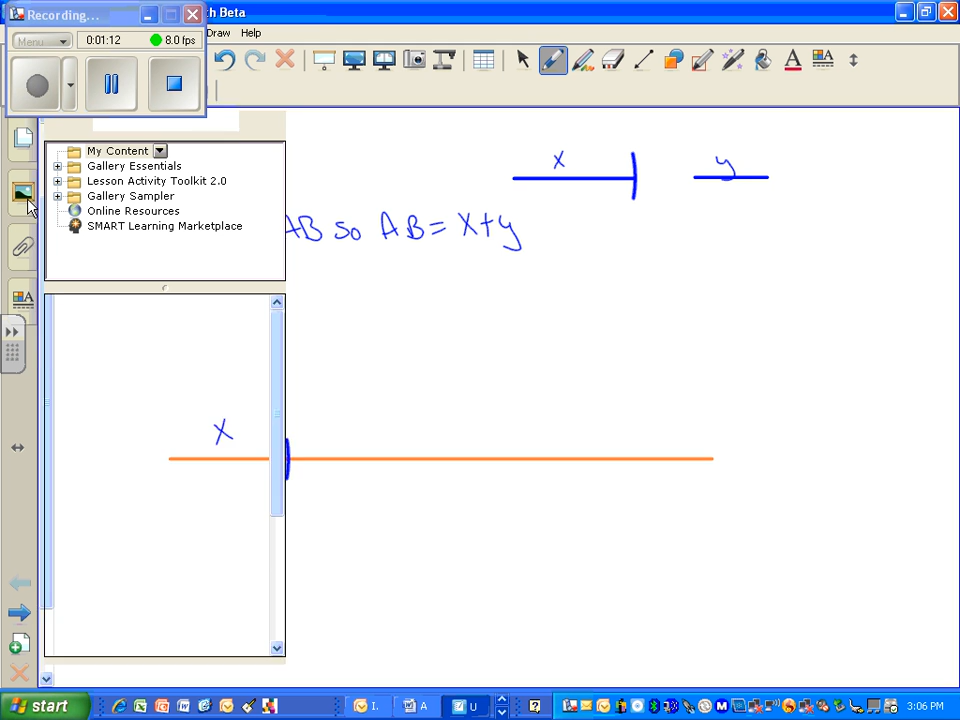 Recording...
th Beta
Menu
0:01:12
8.0 fps
Draw Help
My Content
Gallery Essentials
Lesson Activity Toolkit 2.0
Gallery Sampler
Online Resources
SMART Learning Marketplace
x y
AB so AB = x+y
X
start
I.
A
U
3:06 PM